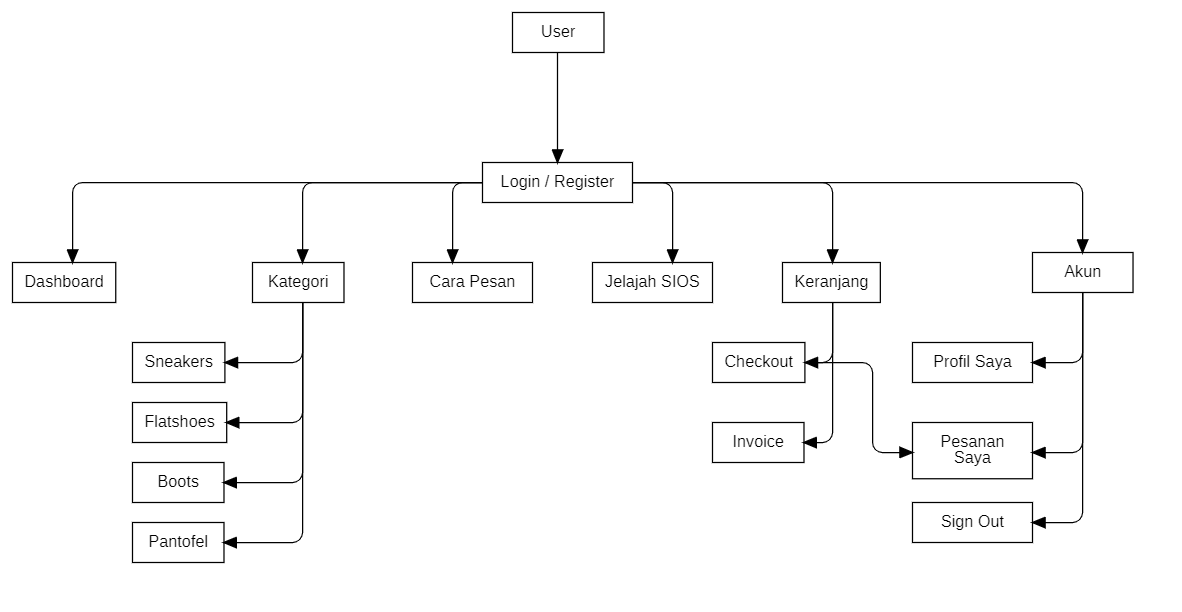 User
Login / Register
Dashboard
Kategori
Cara Pesan
Jelajah SIOS
Keranjang
Akun
Sneakers
Flatshoes
Boots
Pantofel
Checkout
Invoice
Profil Saya
Pesanan
Saya
Sign Out